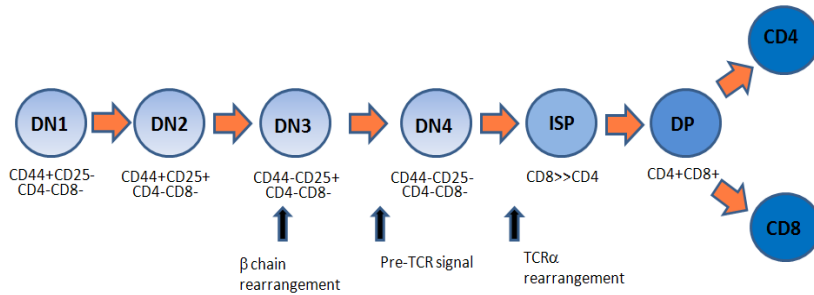 CD4
DN1
DN2
DN3
DN4
ISP
DP
CD44+CD25-
CD4-CD8-
CD44+CD25+
CD4-CD8-
CD44-CD25+
CD4-CD8-
CD44-CD25-
CD4-CD8-
CD8>>CD4
CD4+CD8+
CD8
β chain
rearrangement
Pre-TCR signal
TCRα
rearrangement